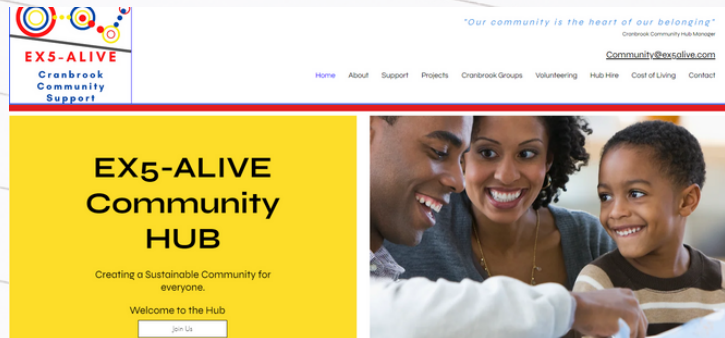 EX5-ALIVE
Cranbrook
Community
Support
"Our community is the heart of our belonging"
Cranbrook Community Hub Manager
Community@ex5alive.com
Home About Support Projects Cranbrook Groups Volunteering Hub Hire Cost of Living Contact
EX5-ALIVE
Community
HUB
Creating a Sustainable Community for
everyone.
Welcome to the Hub
Join Us